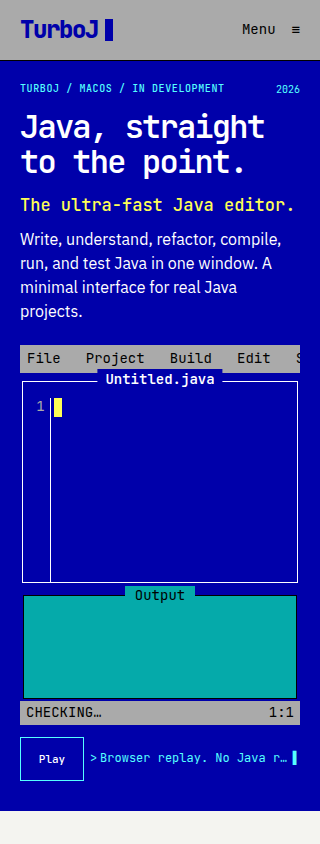 TurboJ
Menu ≡
TURBOJ / MACOS / IN DEVELOPMENT 2026
Java, straight
to the point.
The ultra-fast Java editor.
Write, understand, refactor, compile,
run, and test Java in one window. A
minimal interface for real Java
projects.
File Project Build Edit
Untitled.java
1
Output
CHECKING… 1:1
Play > Browser replay. No Java r…